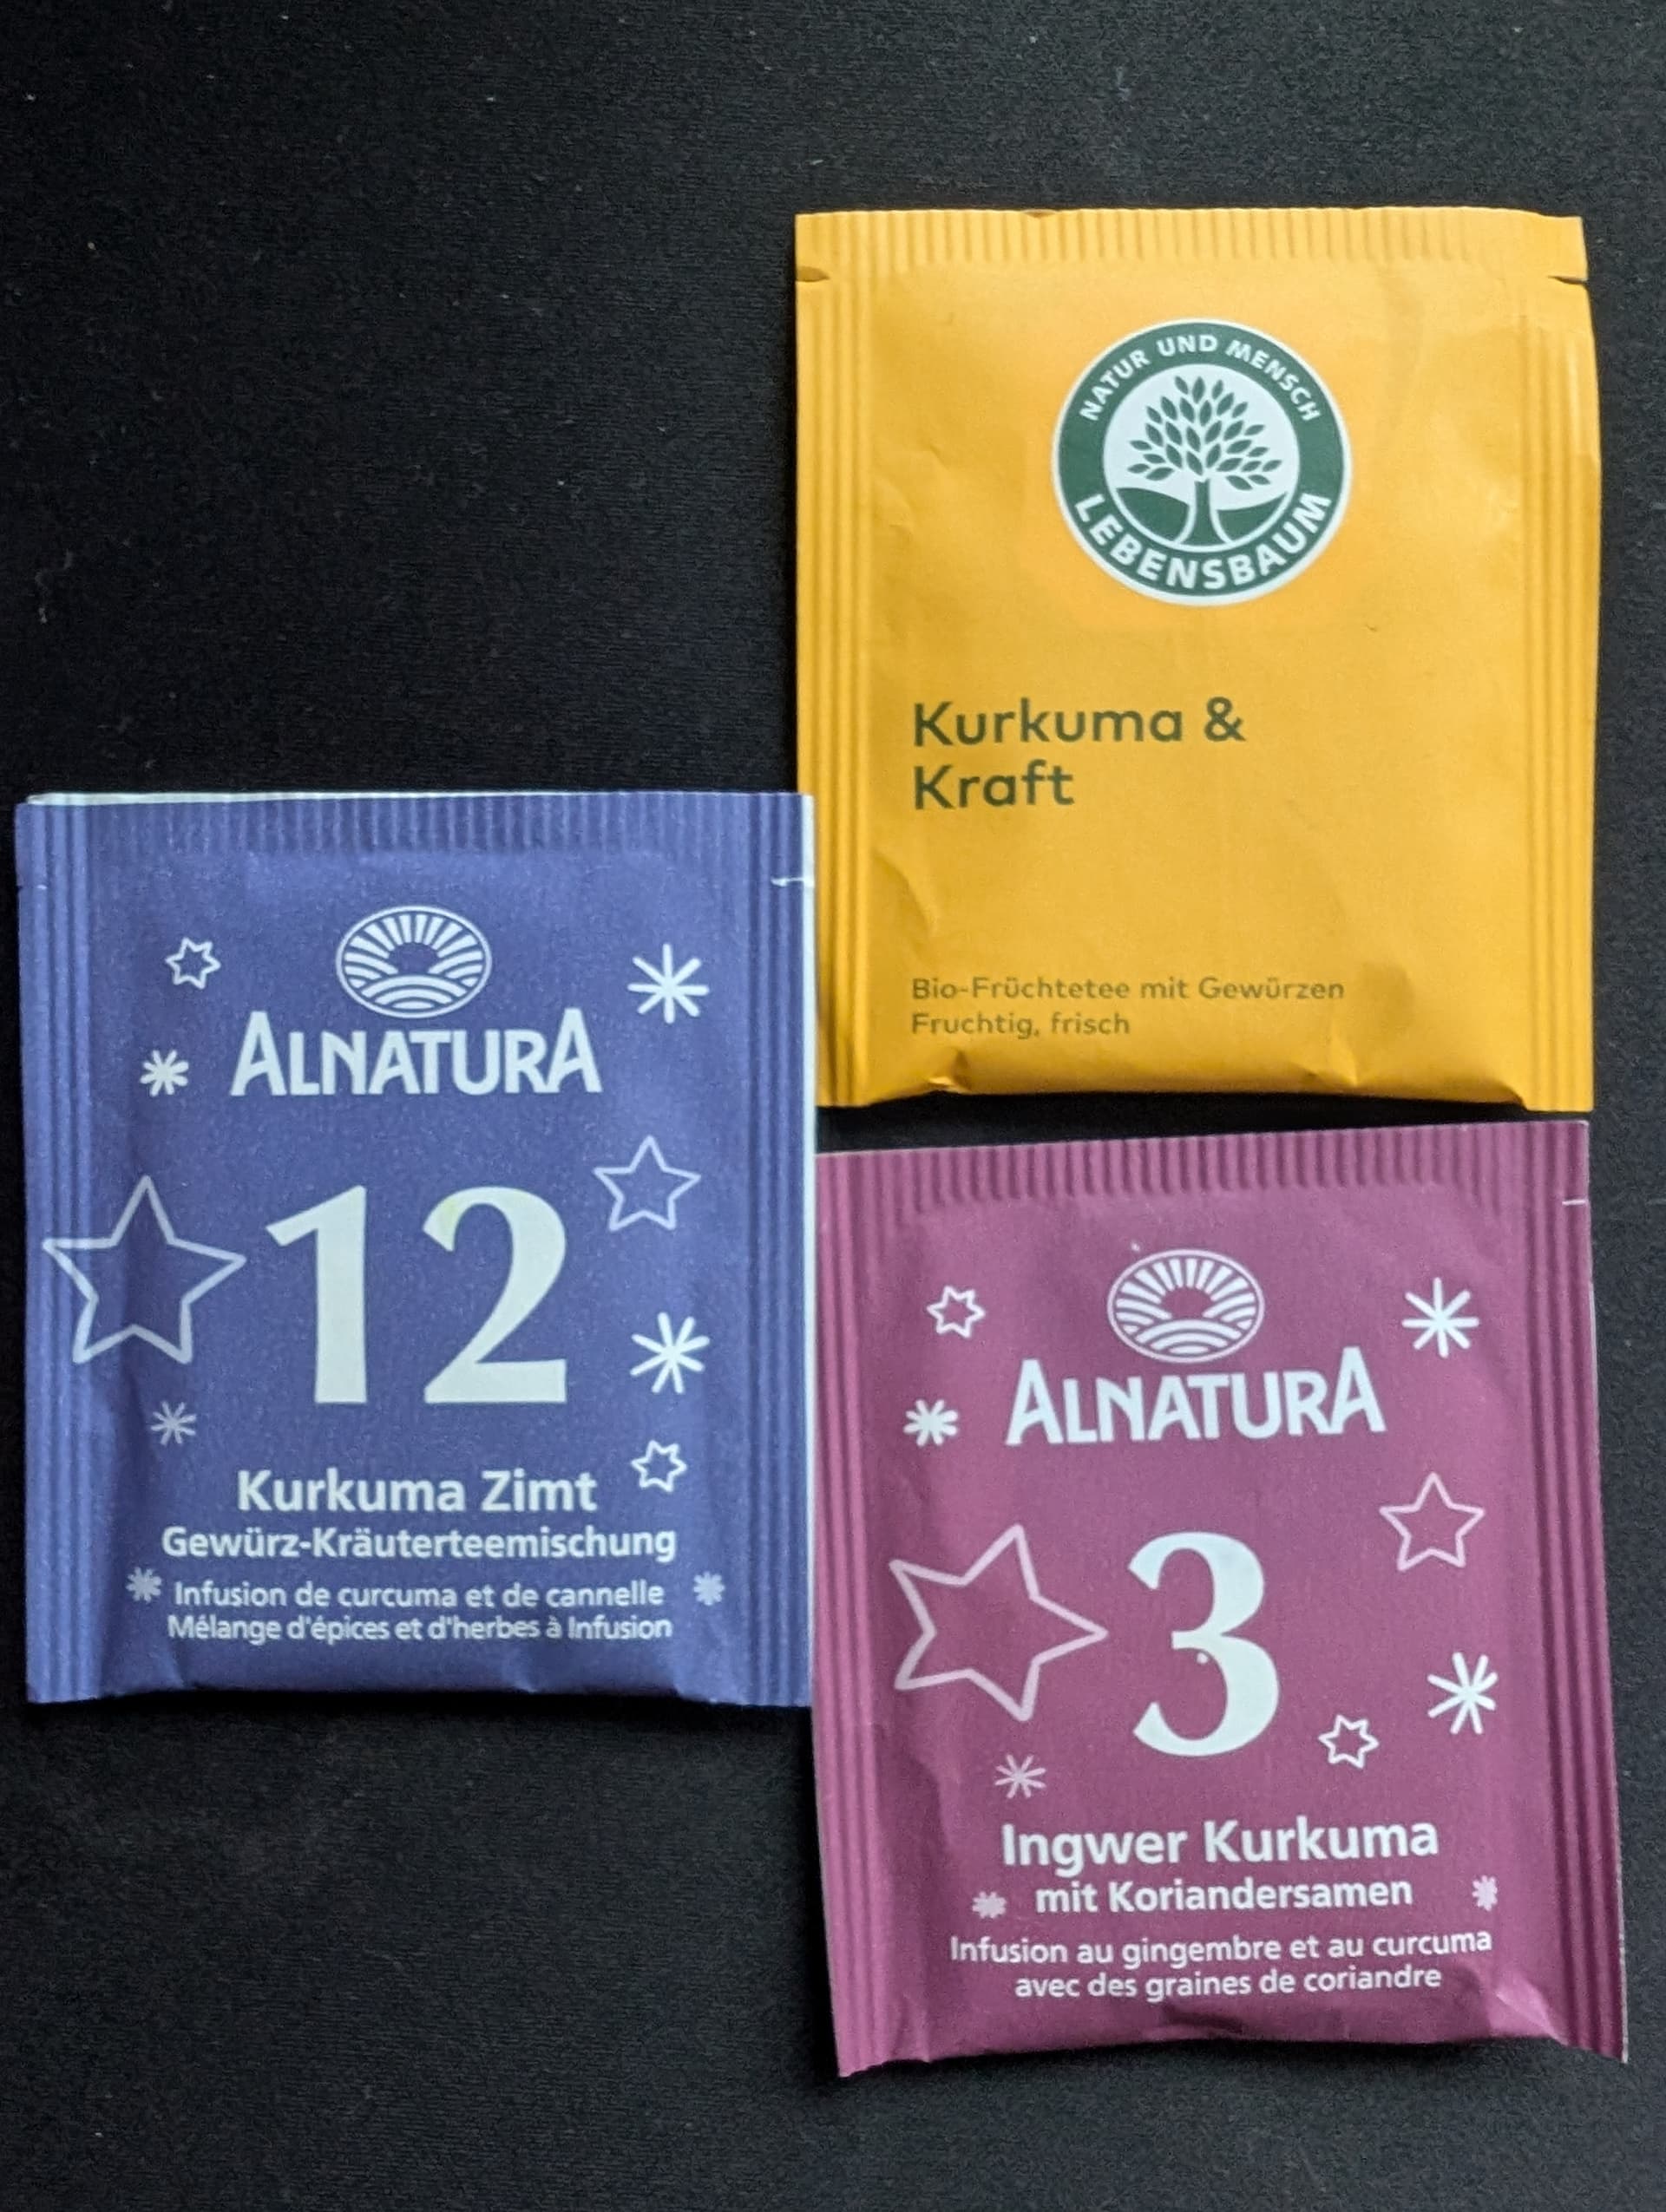 NATUR UND MENSCH
LEBENSBAUM
Kurkuma &
Kraft
Bio-Früchtetee mit Gewürzen
Fruchtig, frisch
ALNATURA
12
Kurkuma Zimt
Gewürz-Kräuterteemischung
Infusion de curcuma et de cannelle
Mélange d'épices et d'herbes à Infusion
ALNATURA
3
Ingwer Kurkuma
mit Koriandersamen
Infusion au gingembre et au curcuma
avec des graines de coriandre